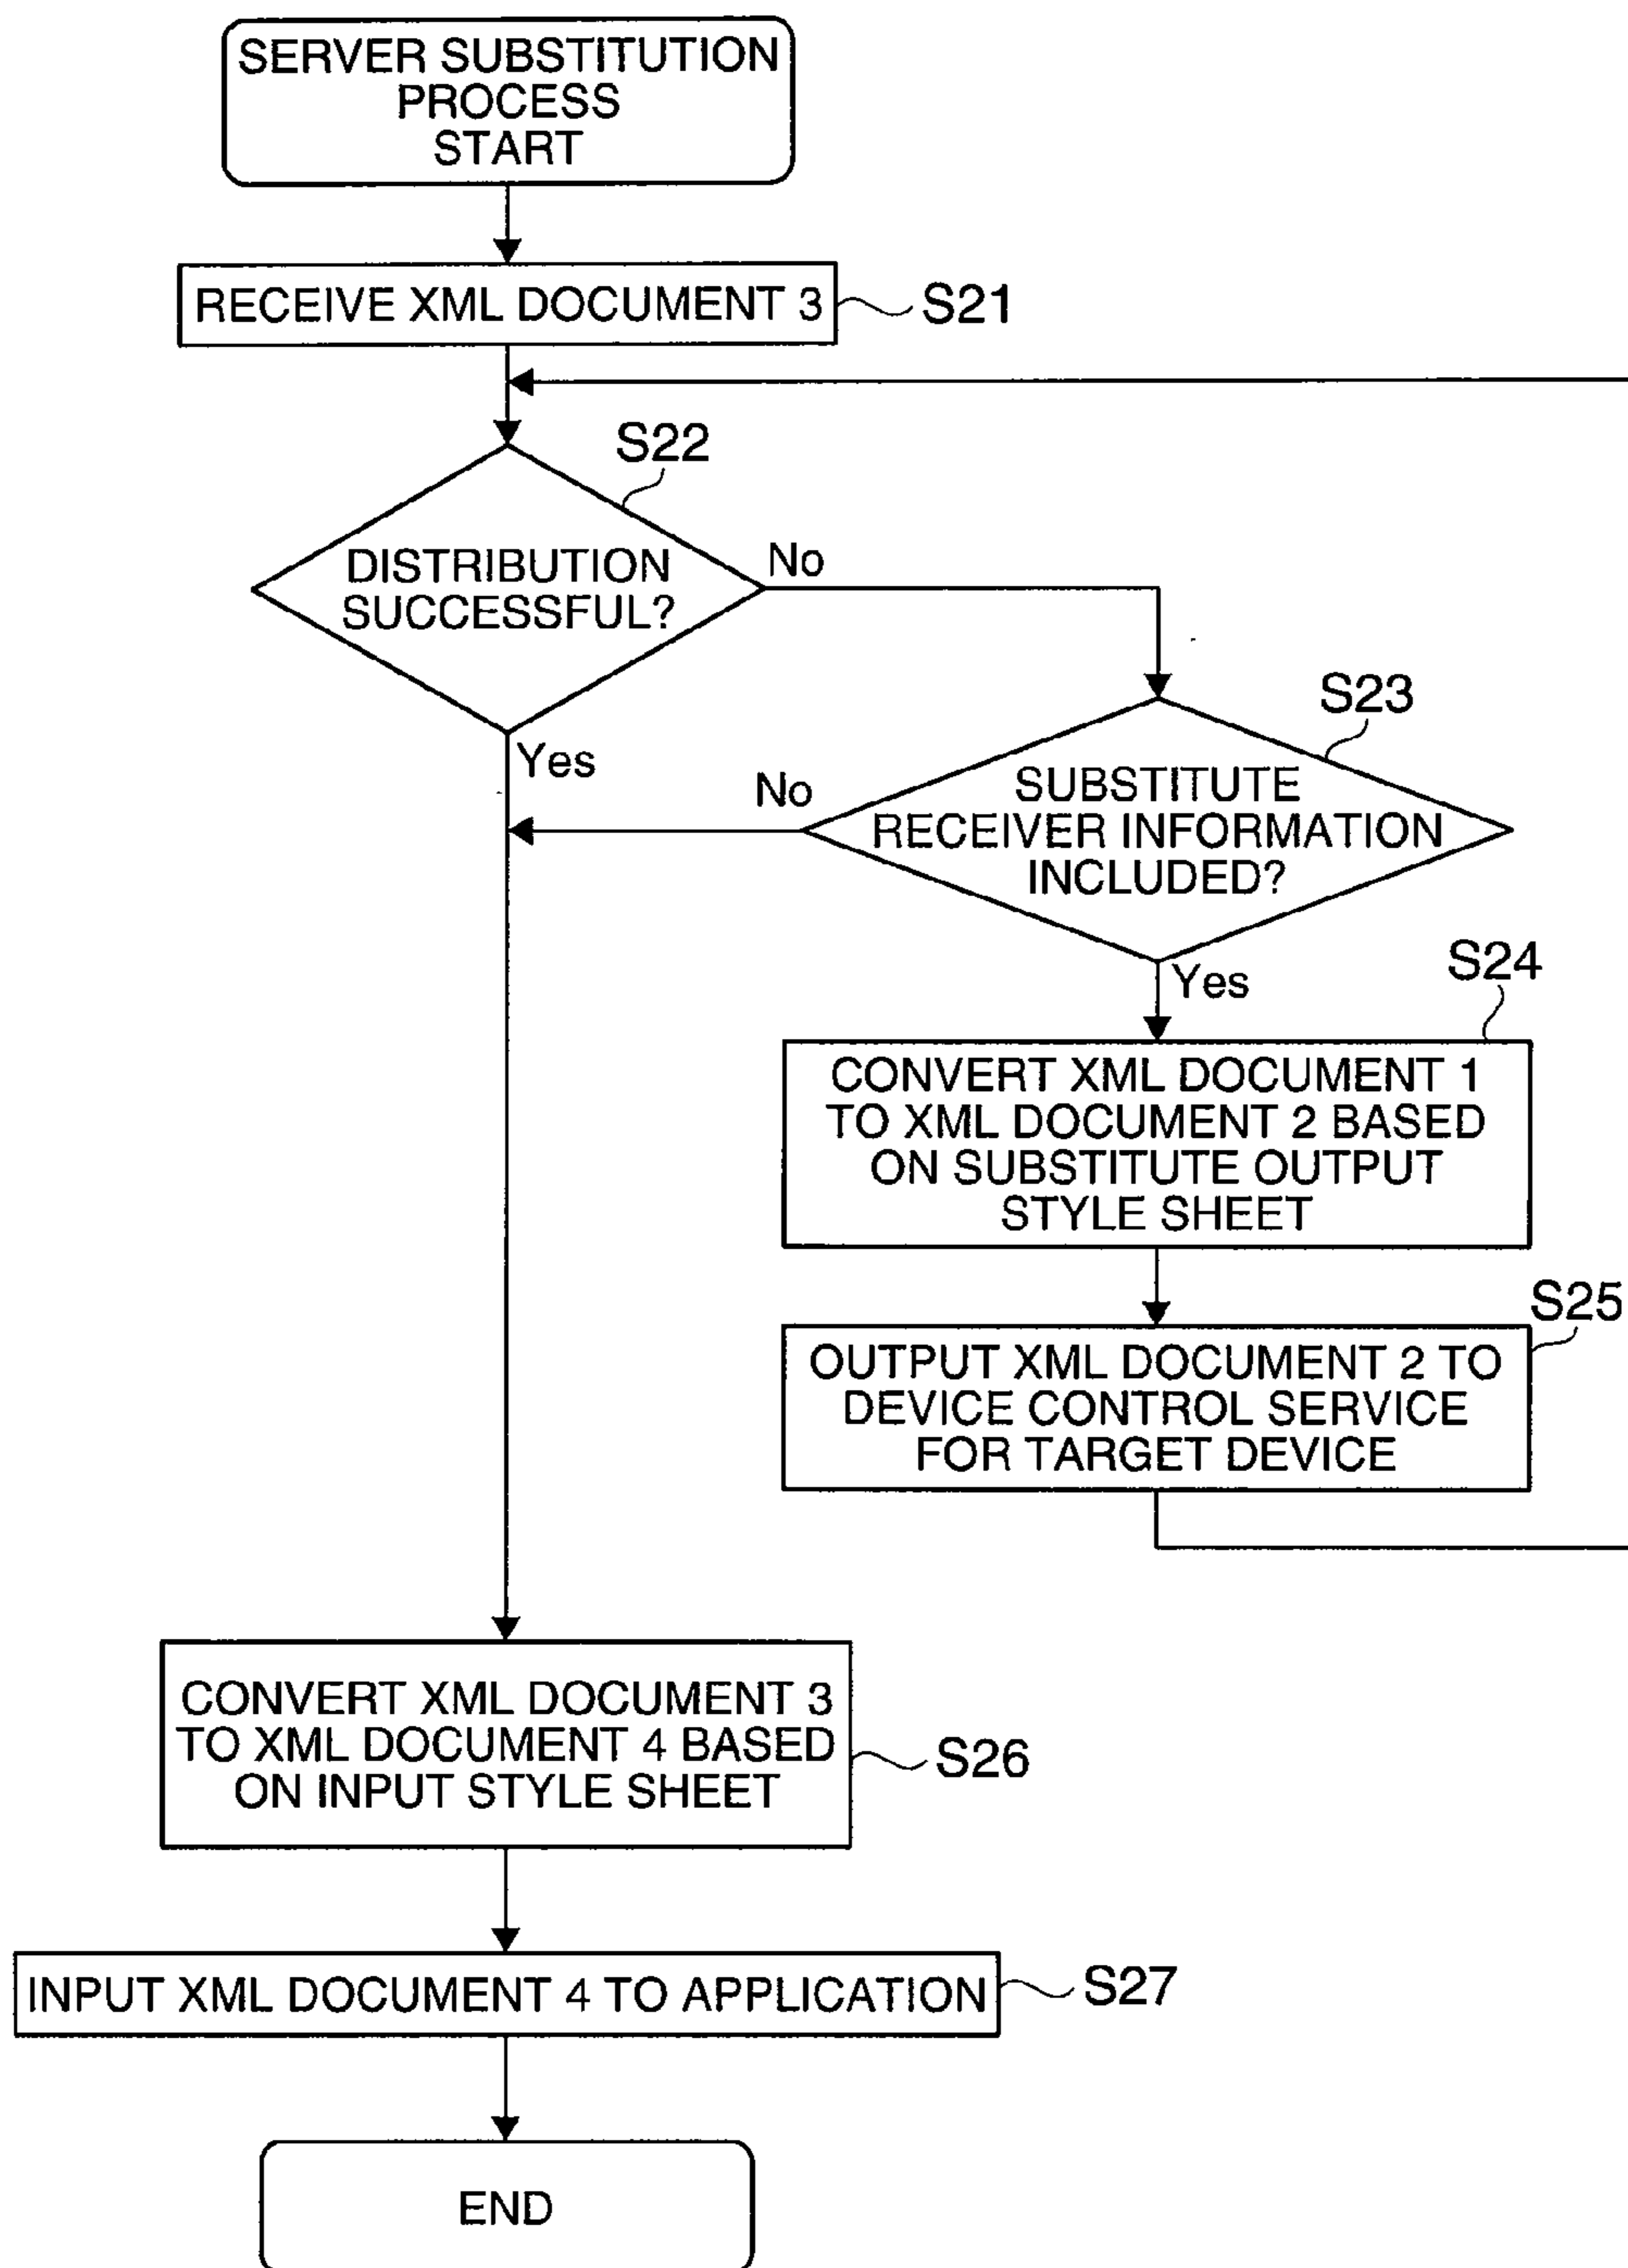 SERVER SUBSTITUTION
PROCESS
START
RECEIVE XML DOCUMENT 3
S21
S22
DISTRIBUTION
SUCCESSFUL?
No
Yes
S23
SUBSTITUTE
RECEIVER INFORMATION
INCLUDED?
No
Yes
S24
CONVERT XML DOCUMENT 1
TO XML DOCUMENT 2 BASED
ON SUBSTITUTE OUTPUT
STYLE SHEET
S25
OUTPUT XML DOCUMENT 2 TO
DEVICE CONTROL SERVICE
FOR TARGET DEVICE
CONVERT XML DOCUMENT 3
TO XML DOCUMENT 4 BASED
ON INPUT STYLE SHEET
S26
INPUT XML DOCUMENT 4 TO APPLICATION
S27
END